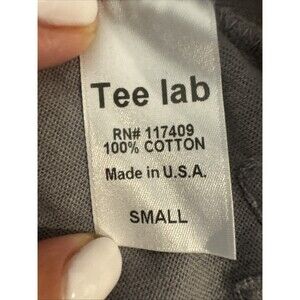 Tee lab
RN# 117409
100% COTTON
Made in U.S.A.
SMALL